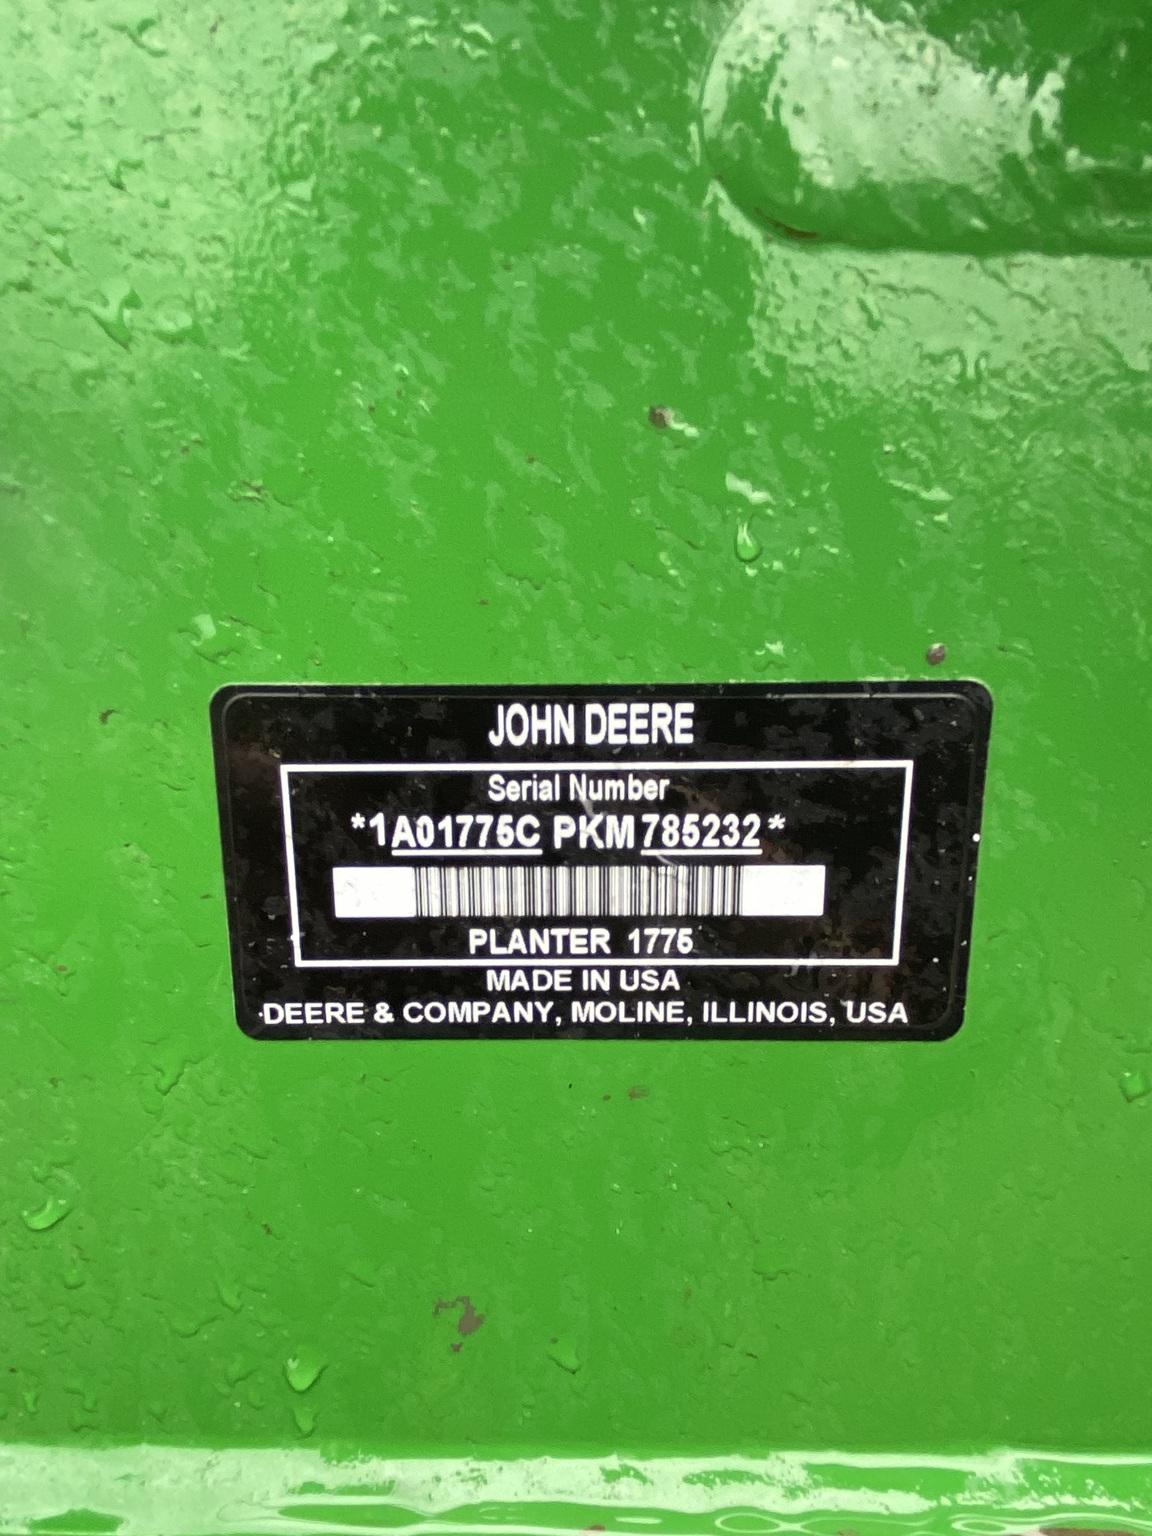 JOHN DEERE
Serial Number
*1A01775C PKM785232*
PLANTER 1775
MADE IN USA
DEERE & COMPANY, MOLINE, ILLINOIS, USA